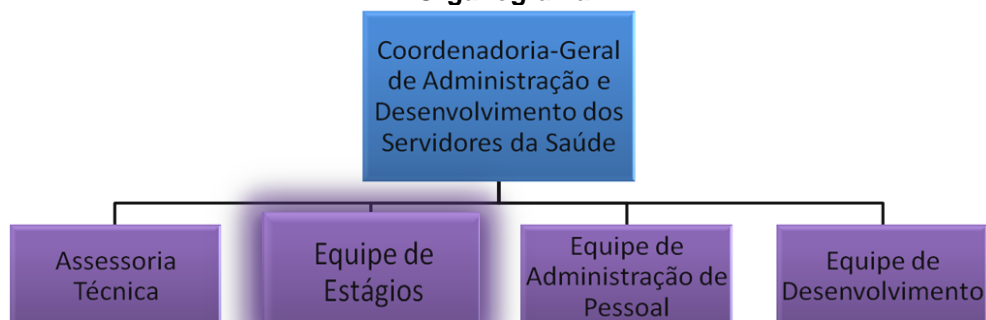 Coordenadoria-Geral
de Administração e
Desenvolvimento dos
Servidores da Saúde
Assessoria
Técnica
Equipe de
Estágios
Equipe de
Administração de
Pessoal
Equipe de
Desenvolvimento